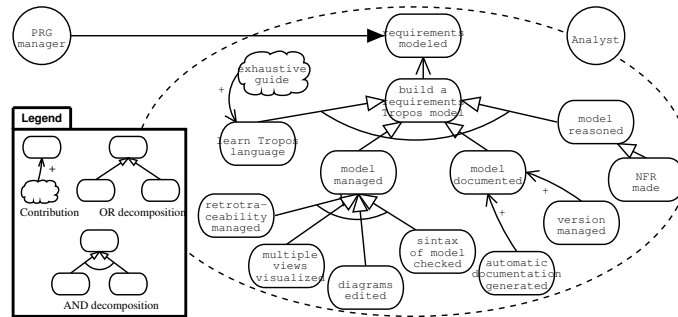 PRG
manager
requirements
modeled
Analyst
exhaustive
guide
+
build a
requirements
Tropos model
model
reasoned
Legend
learn Tropos
language
+
Contribution
OR decomposition
model
managed
model
documented
NFR
made
retrotra-
ceability
managed
+
+
version
managed
multiple
views
visualized
diagrams
edited
sintax
of model
checked
automatic
documentation
generated
AND decomposition